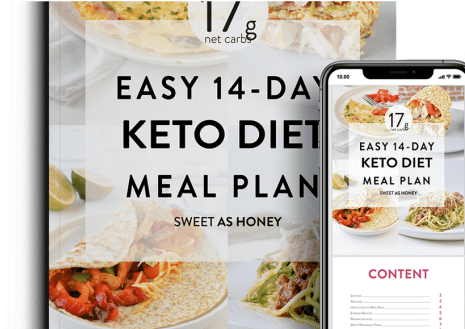 17g
net carbs
EASY 14-DAY
KETO DIET
MEAL PLAN
SWEET AS HONEY
10.00
17g
net carbs
EASY 14-DAY
KETO DIET
MEAL PLAN
SWEET AS HONEY
CONTENT